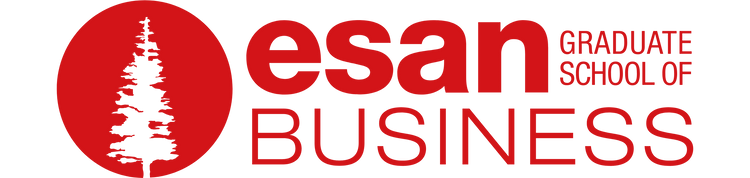 esan
GRADUATE
SCHOOL OF
BUSINESS